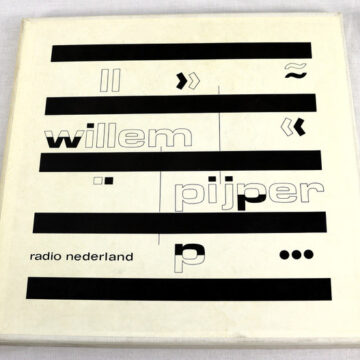 willem
pijper
radio nederland
p